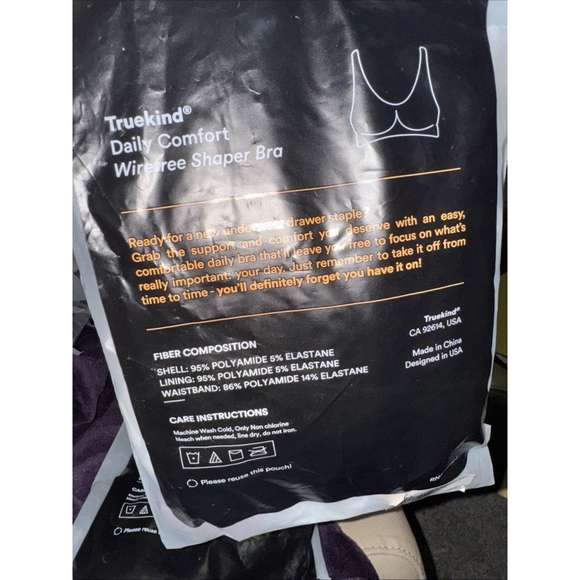 Truekind®
Daily Comfort
Wirefree Shaper Bra
Ready for a new drawer staple?
Grab the support and comfort you deserve with an easy,
comfortable daily bra that'll leave you free to focus on what's
really important: your day. Just remember to take it off from
time to time - you'll definitely forget you have it on!
Truekind®
CA 92614, USA
Made in China
Designed in USA
FIBER COMPOSITION
SHELL: 95% POLYAMIDE 5% ELASTANE
LINING: 95% POLYAMIDE 5% ELASTANE
WAISTBAND: 86% POLYAMIDE 14% ELASTANE
CARE INSTRUCTIONS
Machine Wash Cold, Only Non chlorine
bleach when needed, line dry, do not iron.
Please reuse this pouch!
Please reuse